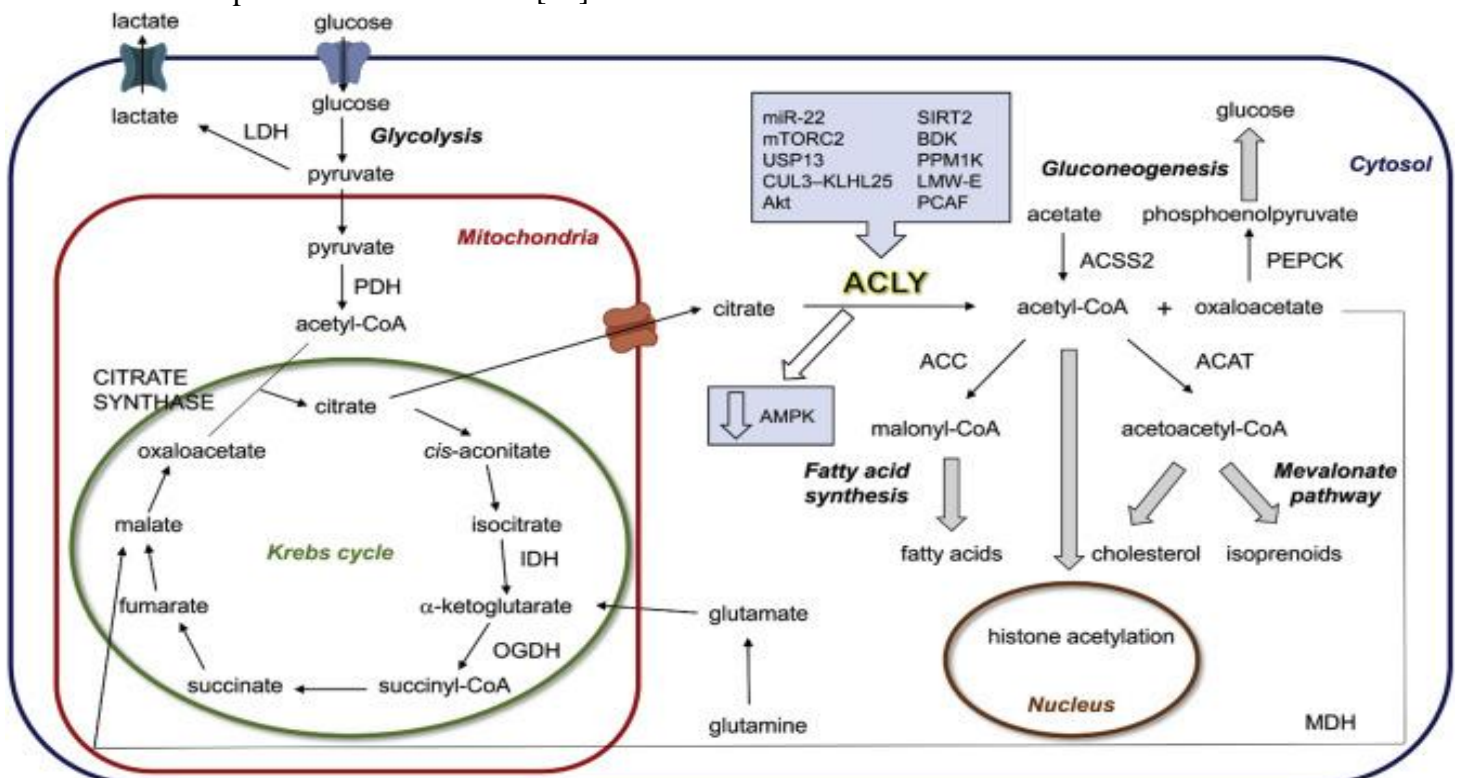 lactate
glucose
lactate
glucose
LDH
Glycolysis
pyruvate
pyruvate
Mitochondria
PDH
acetyl-CoA
CITRATE
SYNTHASE
citrate
oxaloacetate
cis-aconitate
malate
isocitrate
Krebs cycle
IDH
fumarate
α-ketoglutarate
OGDH
succinate
succinyl-CoA
glutamate
glutamine
miR-22 SIRT2
mTORC2 BDK
USP13 PPM1K
CUL3–KLHL25 LMW-E
Akt PCAF
ACLY
citrate
AMPK
glucose
Gluconeogenesis
Cytosol
acetate
phosphoenolpyruvate
ACSS2
PEPCK
acetyl-CoA + oxaloacetate
ACC
ACAT
malonyl-CoA
acetoacetyl-CoA
Fatty acid
synthesis
Mevalonate
pathway
fatty acids
cholesterol
isoprenoids
histone acetylation
Nucleus
MDH